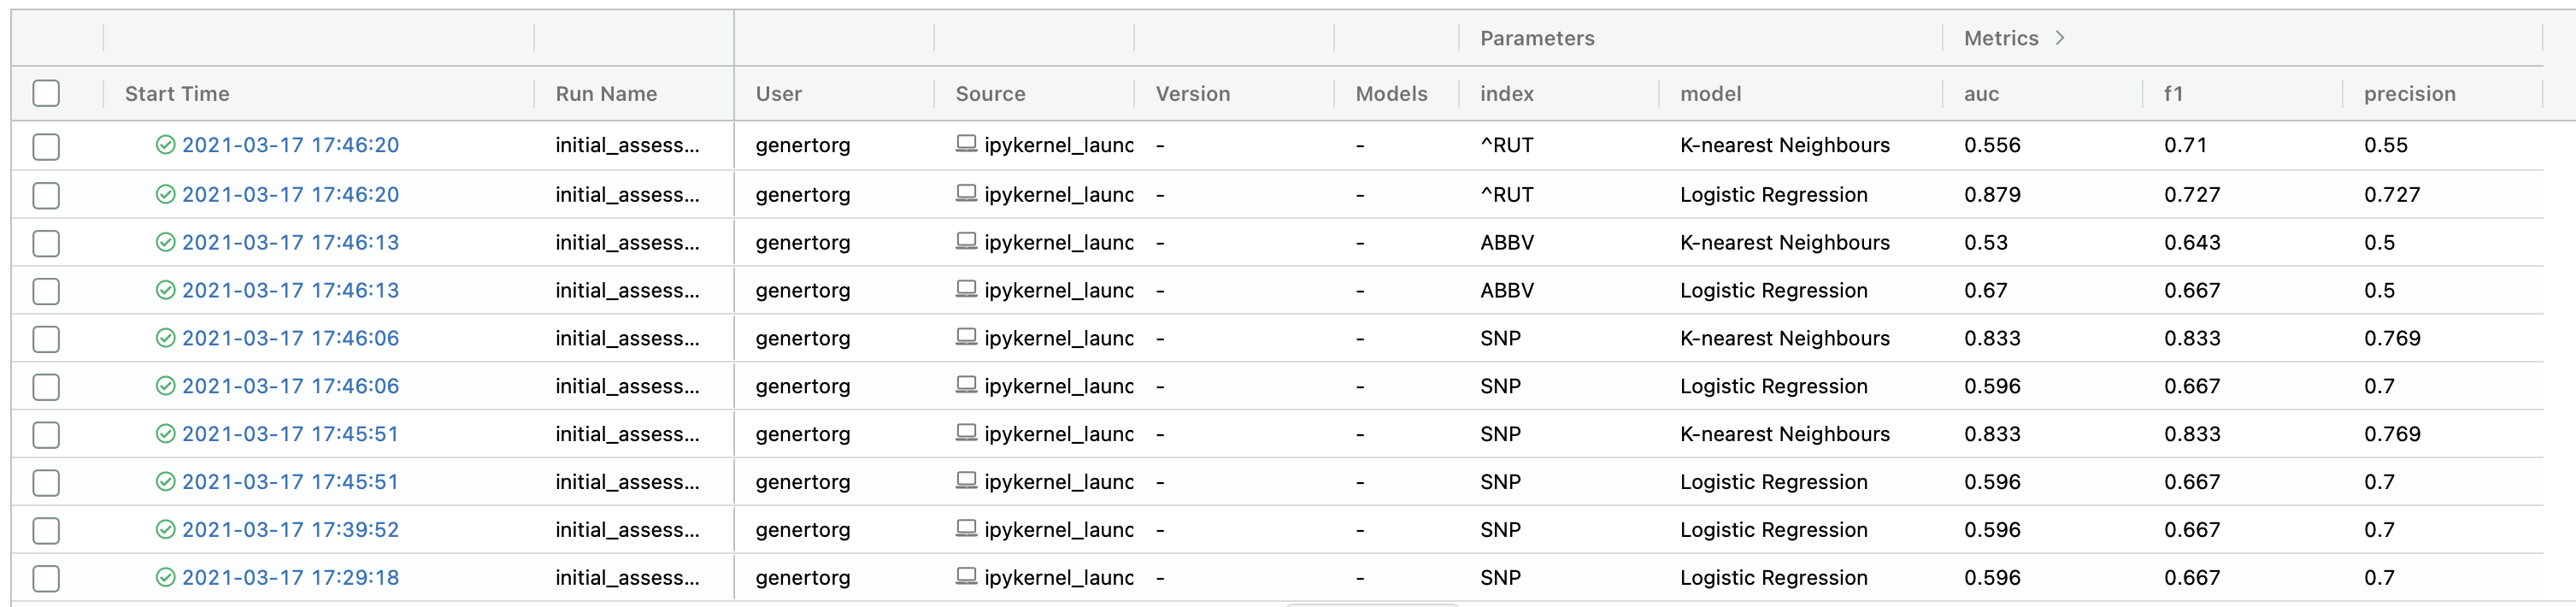 Parameters Metrics >
Start Time Run Name User Source Version Models index model auc f1 precision
2021-03-17 17:46:20 initial_assess... genertorg ipykernel_launc - - ^RUT K-nearest Neighbours 0.556 0.71 0.55
2021-03-17 17:46:20 initial_assess... genertorg ipykernel_launc - - ^RUT Logistic Regression 0.879 0.727 0.727
2021-03-17 17:46:13 initial_assess... genertorg ipykernel_launc - - ABBV K-nearest Neighbours 0.53 0.643 0.5
2021-03-17 17:46:13 initial_assess... genertorg ipykernel_launc - - ABBV Logistic Regression 0.67 0.667 0.5
2021-03-17 17:46:06 initial_assess... genertorg ipykernel_launc - - SNP K-nearest Neighbours 0.833 0.833 0.769
2021-03-17 17:46:06 initial_assess... genertorg ipykernel_launc - - SNP Logistic Regression 0.596 0.667 0.7
2021-03-17 17:45:51 initial_assess... genertorg ipykernel_launc - - SNP K-nearest Neighbours 0.833 0.833 0.769
2021-03-17 17:45:51 initial_assess... genertorg ipykernel_launc - - SNP Logistic Regression 0.596 0.667 0.7
2021-03-17 17:39:52 initial_assess... genertorg ipykernel_launc - - SNP Logistic Regression 0.596 0.667 0.7
2021-03-17 17:29:18 initial_assess... genertorg ipykernel_launc - - SNP Logistic Regression 0.596 0.667 0.7